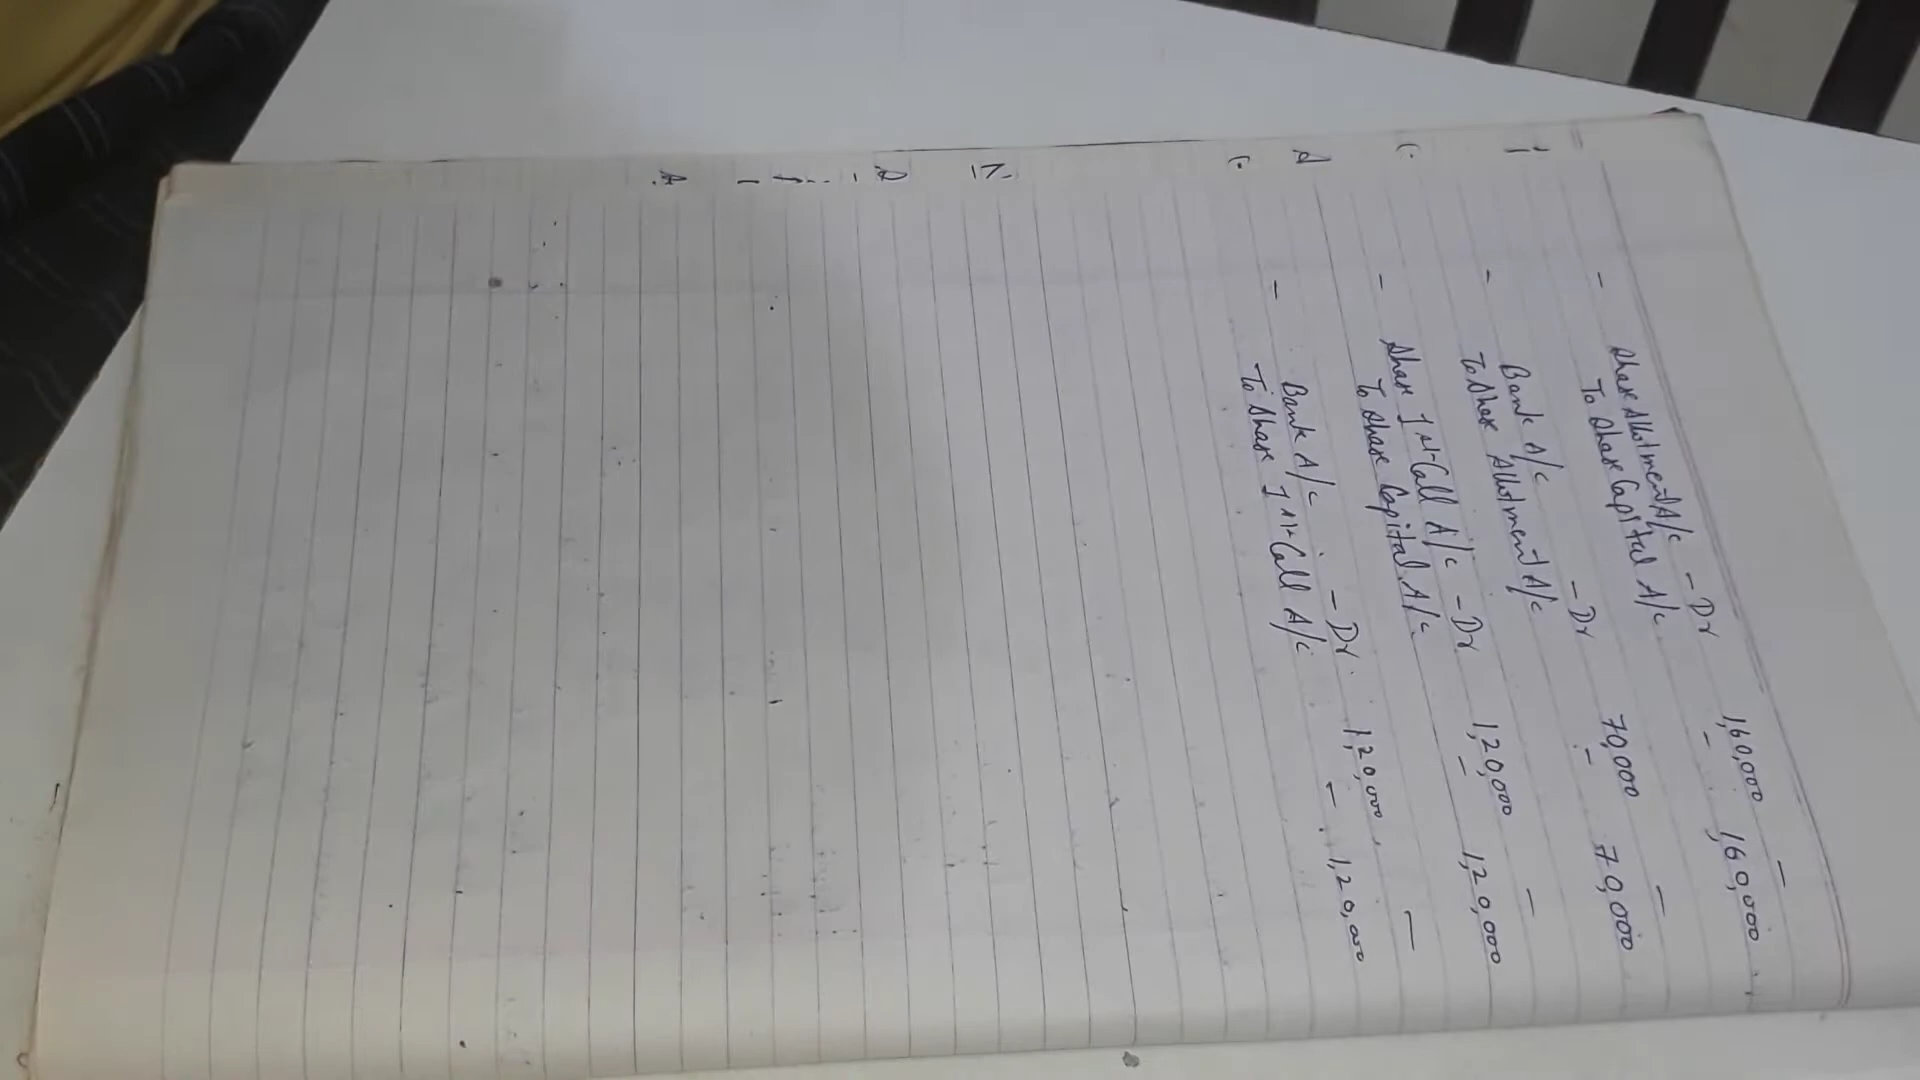 - Share Allotment A/c - Dr 1,60,000 -
To Share Capital A/c - 1,60,000
- Bank A/c - Dr 70,000 -
To Share Allotment A/c - 70,000
- Share 1st Call A/c - Dr 1,20,000 -
To Share Capital A/c - 1,20,000
- Bank A/c - Dr 1,20,000 -
To Share 1st Call A/c - 1,20,000